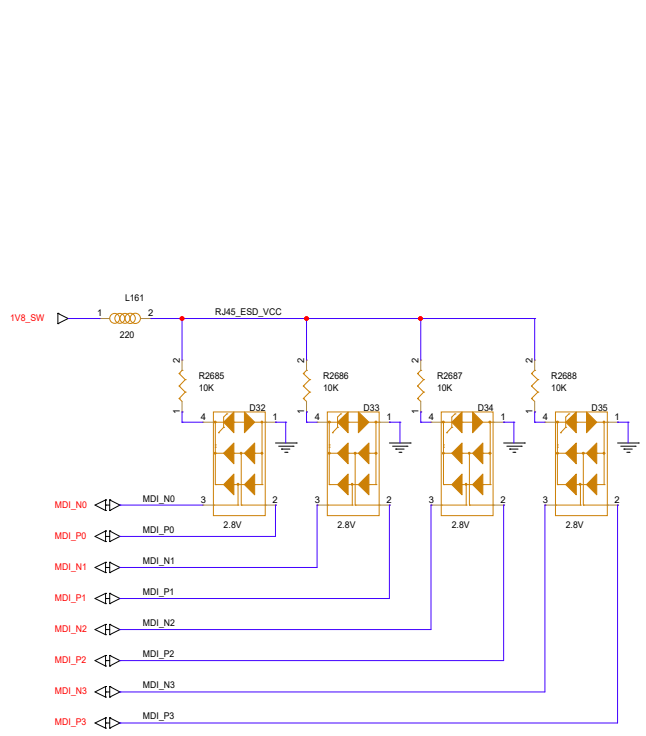 L161
1V8_SW
1
2
RJ45_ESD_VCC
220
2
2
2
2
R2685
10K
R2686
10K
R2687
10K
R2688
10K
1
1
1
1
D32
D33
D34
D35
4
1
4
1
4
1
4
1
MDI_N0
MDI_N0
3
2
3
2
3
2
3
2
2.8V
2.8V
2.8V
2.8V
MDI_P0
MDI_P0
MDI_N1
MDI_N1
MDI_P1
MDI_P1
MDI_N2
MDI_N2
MDI_P2
MDI_P2
MDI_N3
MDI_N3
MDI_P3
MDI_P3